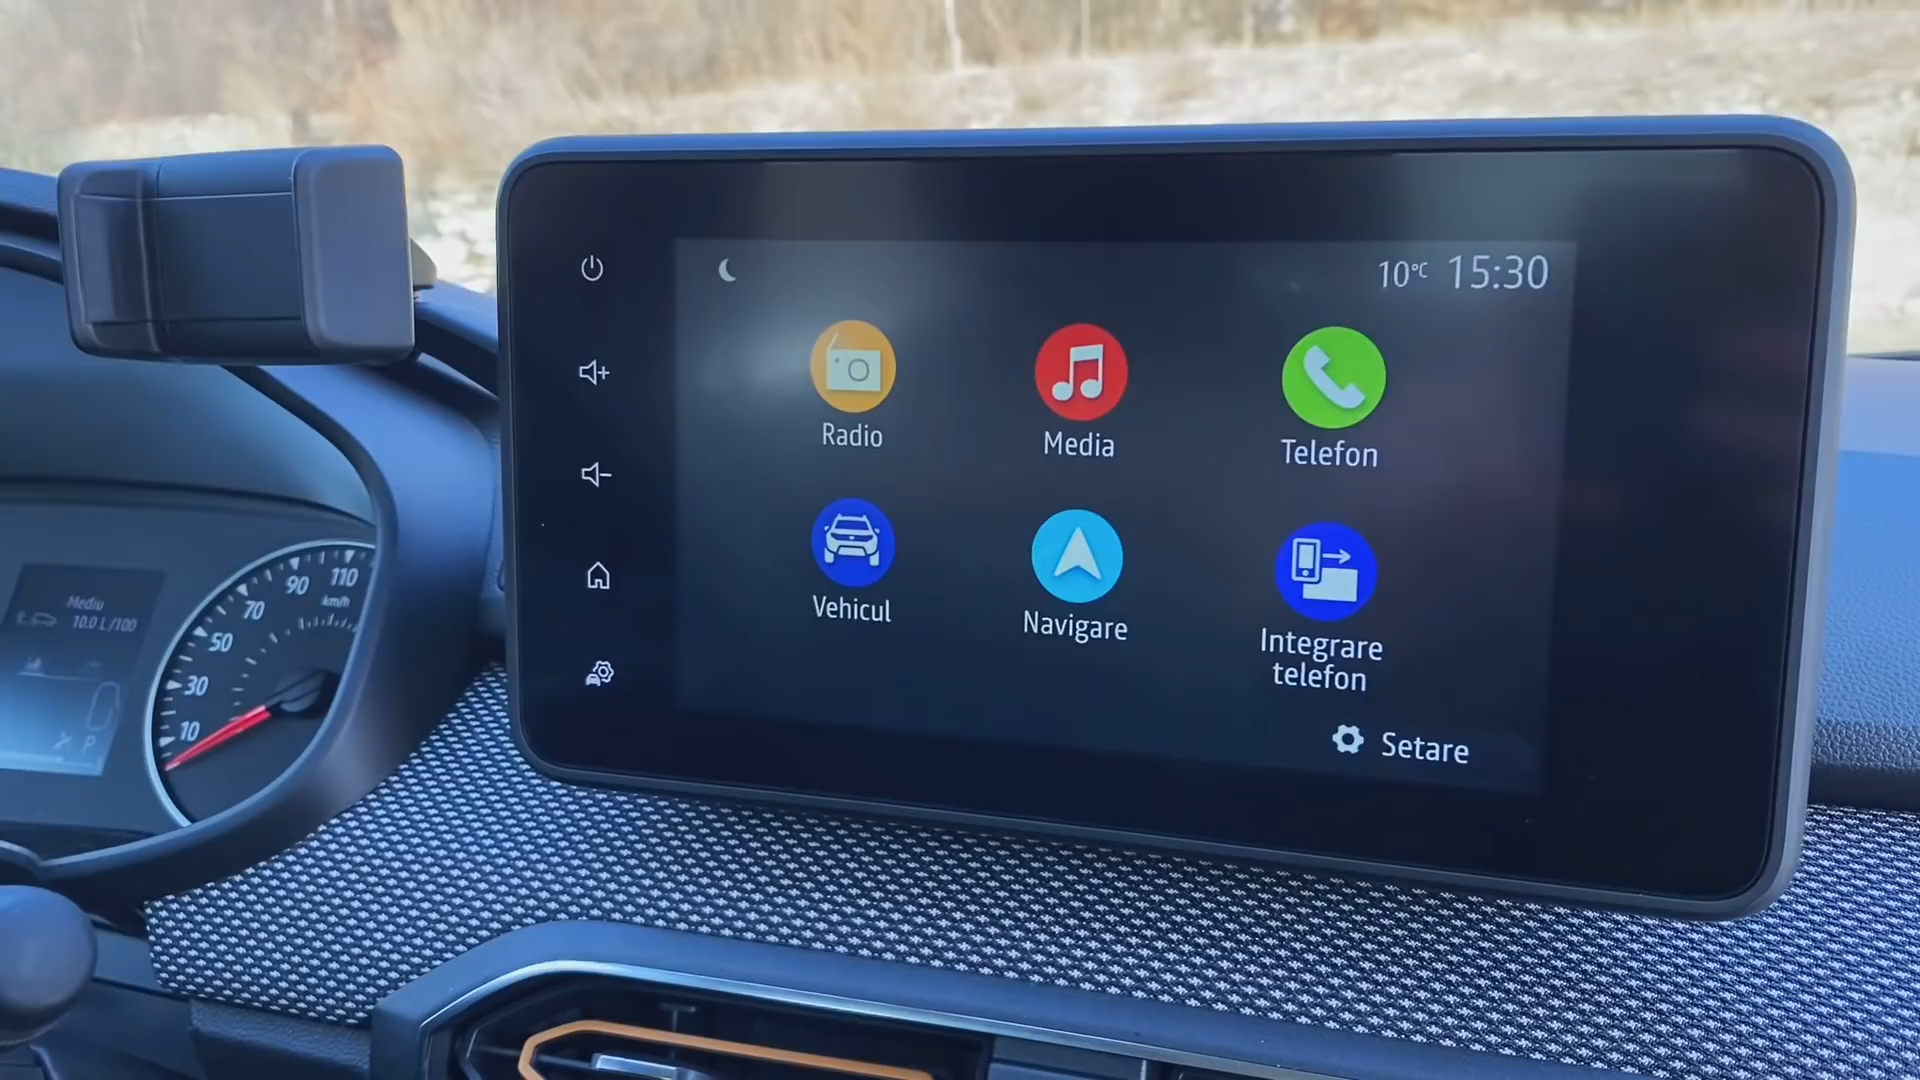 10°C 15:30
Radio
Media
Telefon
Vehicul
Navigare
Integrare
telefon
Setare
Mediu
10.0 L/100
110
90
km/h
70
50
30
10
P